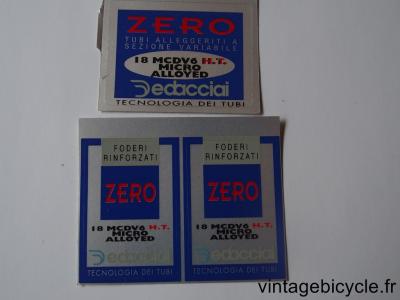 ZERO
TUBI ALLEGGERITI A
SEZIONE VARIABILE
18 MCDV6 H.T.
MICRO
ALLOYED
Dedacciai
TECNOLOGIA DEI TUBI
FODERI
RINFORZATI
ZERO
18 MCDV6 H.T.
MICRO
ALLOYED
Dedacciai
TECNOLOGIA DEI TUBI
FODERI
RINFORZATI
ZERO
18 MCDV6 H.T.
MICRO
ALLOYED
Dedacciai
TECNOLOGIA DEI TUBI
vintagebicycle.fr